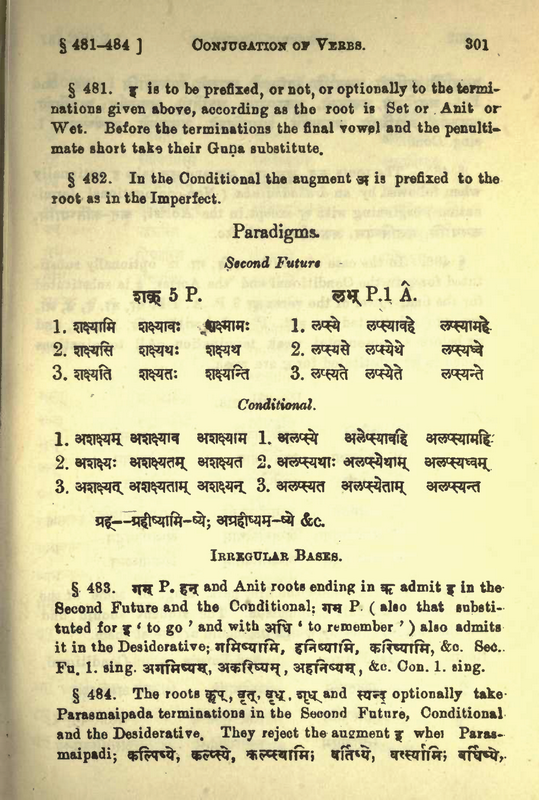 § 481-484 ] CONJUGATION OF VERBS. 301
§ 481. इ is to be prefixed, or not, or optionally to the termi-
nations given above, according as the root is Set or Anit or
Wet. Before the terminations the final vowel and the penulti-
mate short take their Guṇa substitute.
§ 482. In the Conditional the augment अ is prefixed to the
root as in the Imperfect.
Paradigms.
Second Future
शक् 5 P. लभ् P.1 Â.
1. शक्ष्यामि शक्ष्यावः शक्ष्मामः 1. लप्स्ये लप्स्यावहे लप्स्यामहे
2. शक्ष्यसि शक्ष्यथः शक्ष्यथ 2. लप्स्यसे लप्स्येथे लप्स्यध्वे
3. शक्ष्यति शक्ष्यतः शक्ष्यन्ति 3. लप्स्यते लप्स्येते लप्स्यन्ते
Conditional.
1. अशक्ष्यम् अशक्ष्याव अशक्ष्याम 1. अलप्स्ये अलेप्स्यावहि अलप्स्यामहि
2. अशक्ष्यः अशक्ष्यतम् अशक्ष्यत 2. अलप्स्यथाः अलप्स्येथाम् अलप्स्यध्वम्
3. अशक्ष्यत् अशक्ष्यताम् अशक्ष्यन् 3. अलप्स्यत अलप्स्येताम् अलप्स्यन्त
ग्रह्--ग्रहीष्यामि-ष्ये; अग्रहीष्यम-ष्ये &c.
IRREGULAR BASES.
§ 483. गम् P. हन् and Anit roots ending in ऋ admit इ in the
Second Future and the Conditional; गम P. ( also that substi-
tuted for इ ‘ to go ’ and with अधि ‘ to remember ’ ) also admits
it in the Desiderative; गमिष्यामि, हनिष्यामि, करिष्यामि, &c. Sec.
Fu. 1. sing. अगमिष्यम्, अकरिष्यम्, अहनिष्यम्, &c. Con. 1. sing.
§ 484. The roots कॢप्, वृत्, वृध्, शृध् and स्यन्द् optionally take
Parasmaipada terminations in the Second Future, Conditional
and the Desiderative. They reject the augment इ when Paras-
maipadi; कल्पिष्ये, कल्प्स्ये, कल्प्स्यामि; वर्तिष्ये, वर्त्स्यामि; वर्धिष्ये,